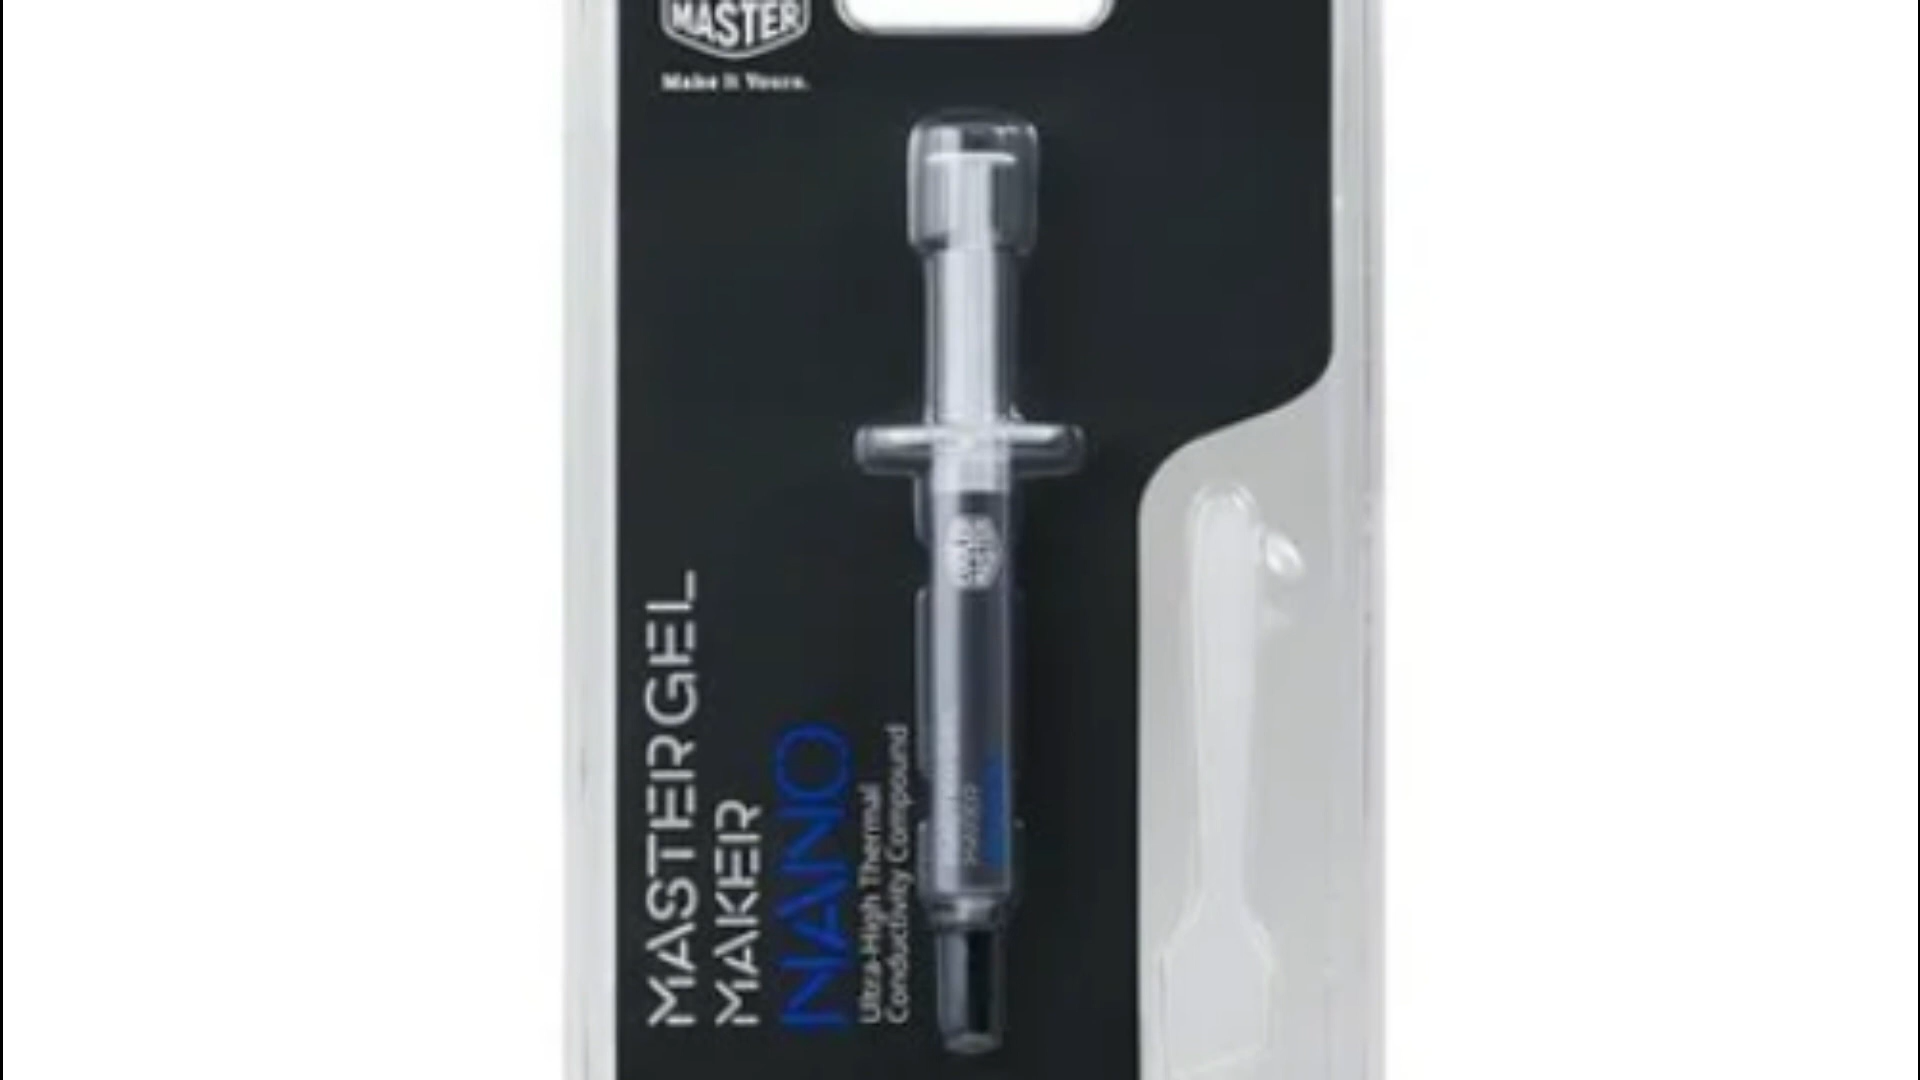 MASTER
Make It Yours.
MASTERGEL
MAKER
NANO
Ultra-High Thermal
Conductivity Compound